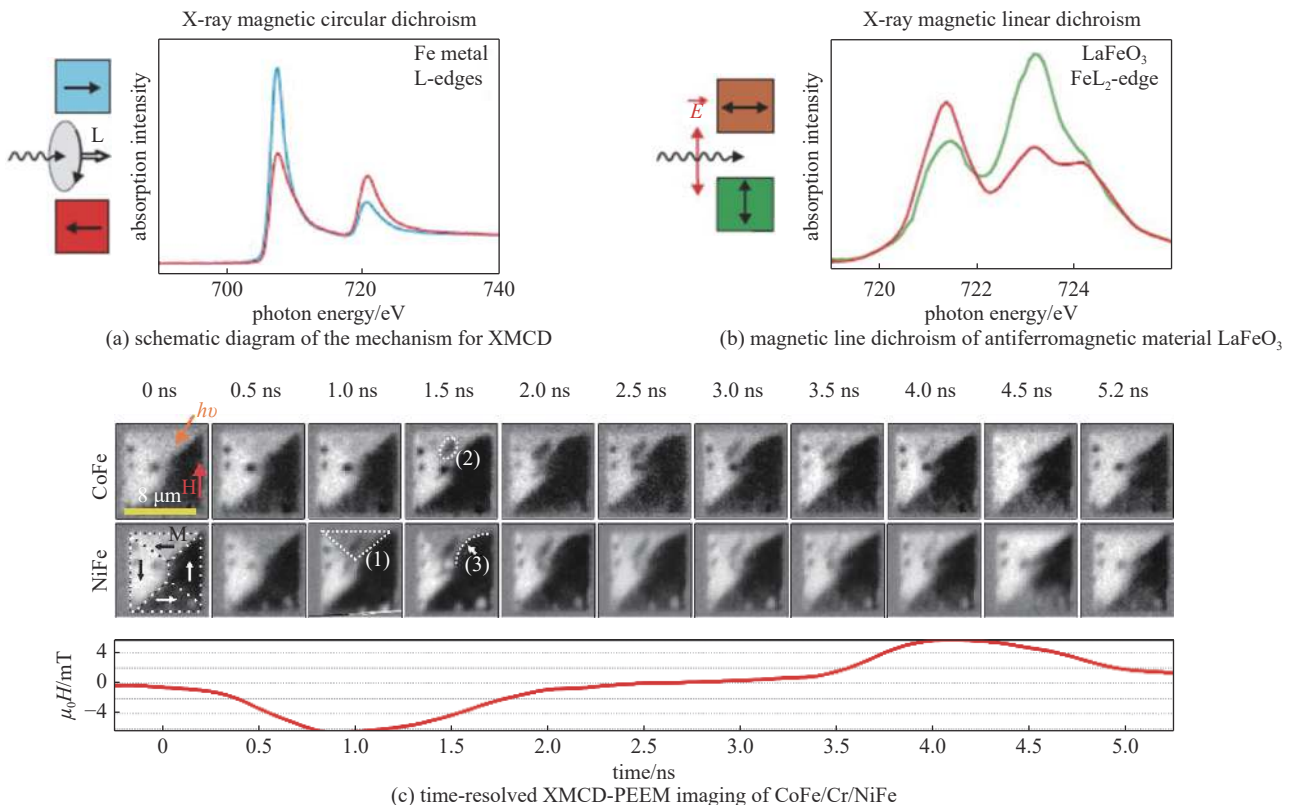 X-ray magnetic circular dichroism
Fe metal
L-edges
L
absorption intensity
700
720
740
photon energy/eV
(a) schematic diagram of the mechanism for XMCD
X-ray magnetic linear dichroism
LaFeO₃
FeL₂-edge
E
absorption intensity
720
722
724
photon energy/eV
(b) magnetic line dichroism of antiferromagnetic material LaFeO₃
0 ns 0.5 ns 1.0 ns 1.5 ns 2.0 ns 2.5 ns 3.0 ns 3.5 ns 4.0 ns 4.5 ns 5.2 ns
CoFe
hυ
H
8 μm
(2)
NiFe
M
(1)
(3)
μ₀H/mT
4
0
−4
0 0.5 1.0 1.5 2.0 2.5 3.0 3.5 4.0 4.5 5.0
time/ns
(c) time-resolved XMCD-PEEM imaging of CoFe/Cr/NiFe